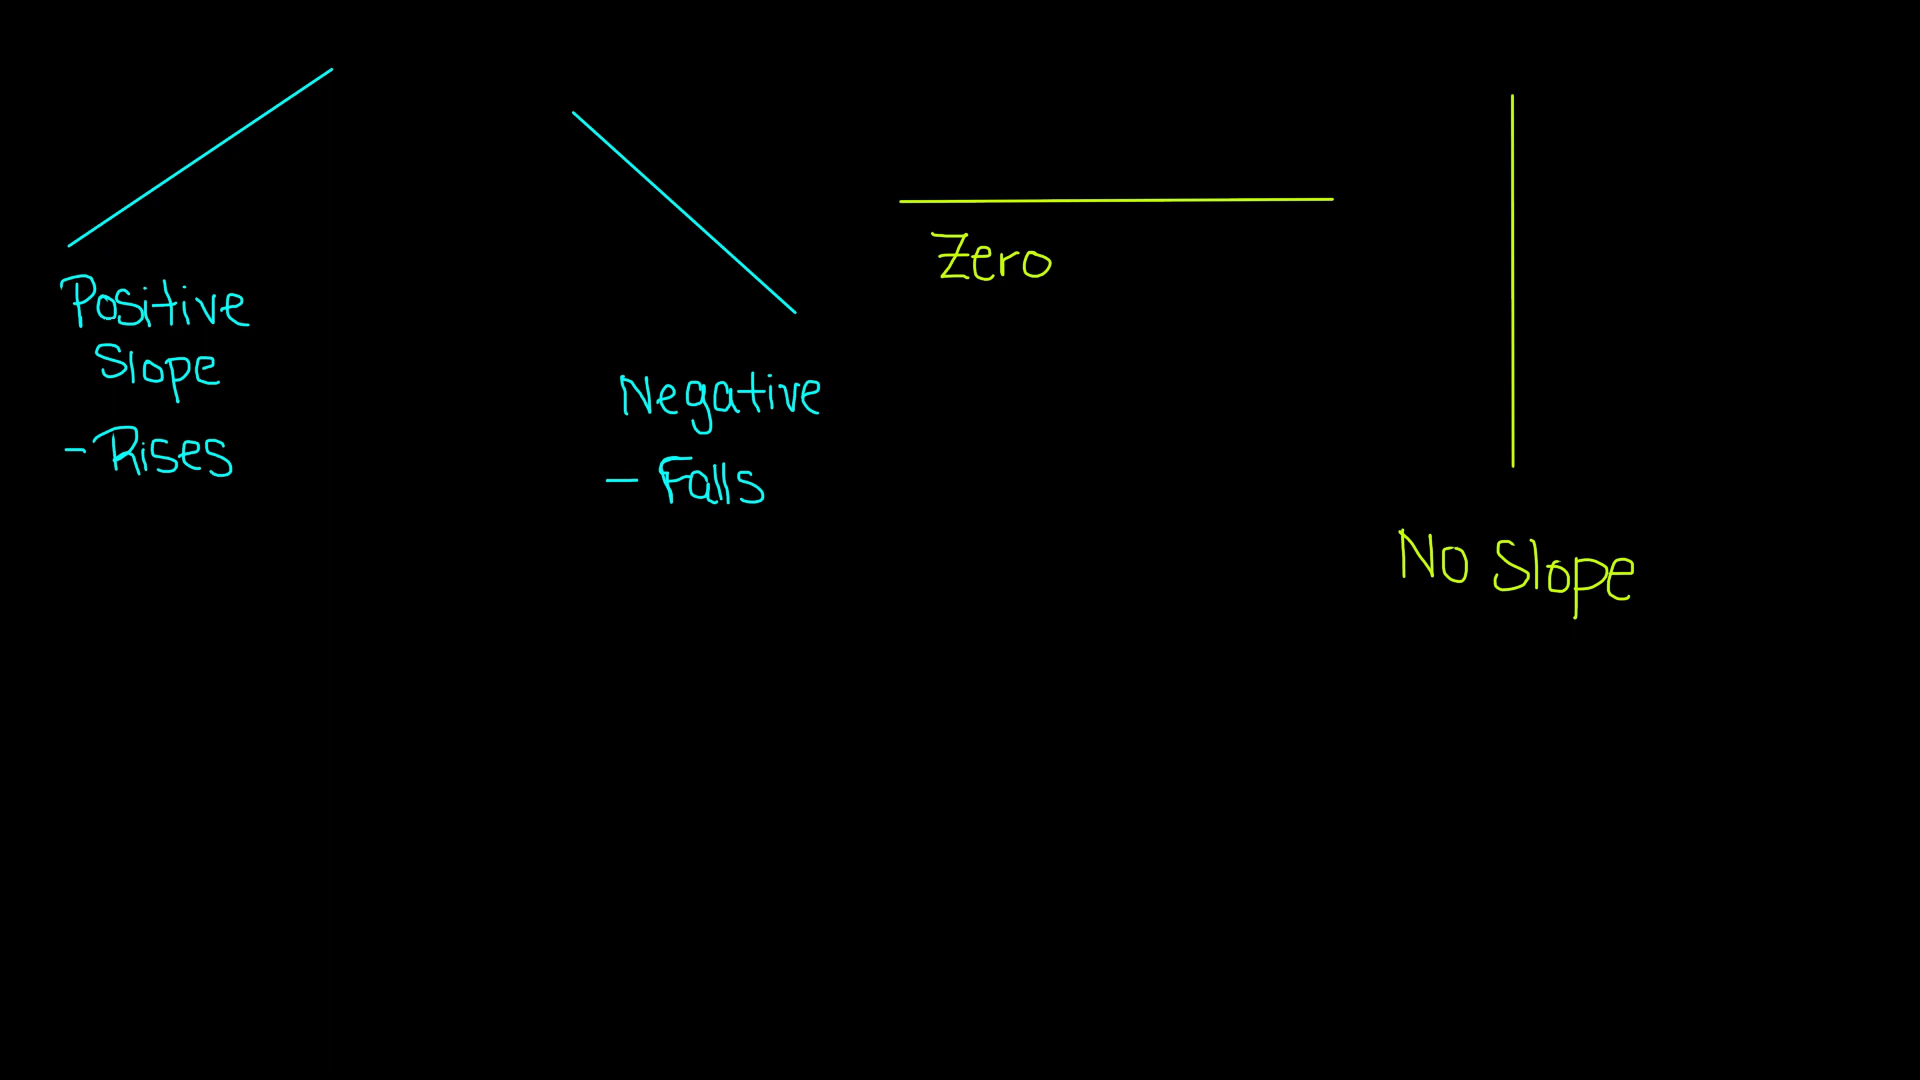 Positive
Slope
- Rises
Negative
- Falls
Zero
No Slope